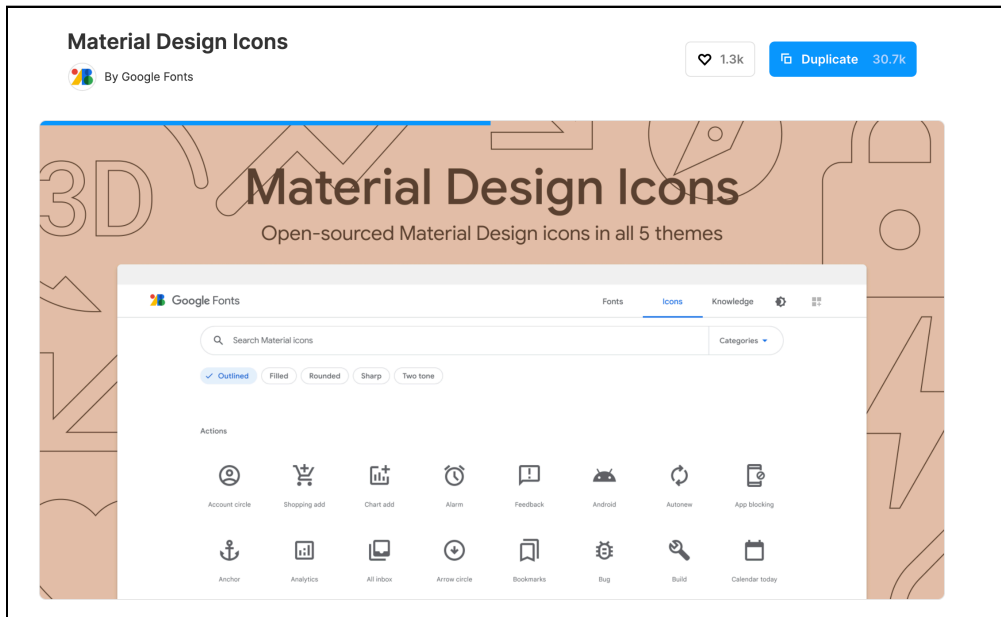 Material Design Icons
By Google Fonts
1.3k
Duplicate 30.7k
3D
Material Design Icons
Open-sourced Material Design icons in all 5 themes
Google Fonts
Fonts Icons Knowledge
Search Material icons
Categories
Outlined Filled Rounded Sharp Two tone
Actions
Account circle Shopping add Chart add Alarm Feedback Android Autonew App blocking
Anchor Analytics All inbox Arrow circle Bookmarks Bug Build Calendar today